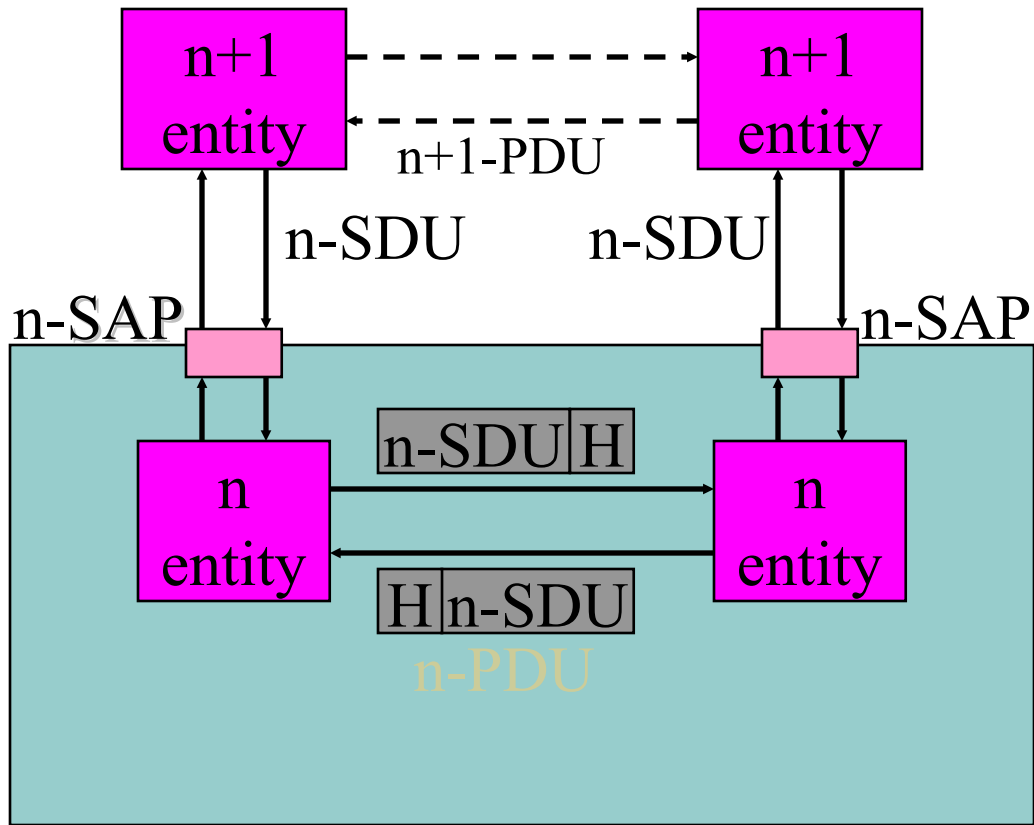 n+1
entity
n+1
entity
n+1-PDU
n-SDU
n-SDU
n-SAP
n-SAP
n-SDU H
n
entity
n
entity
H n-SDU
n-PDU